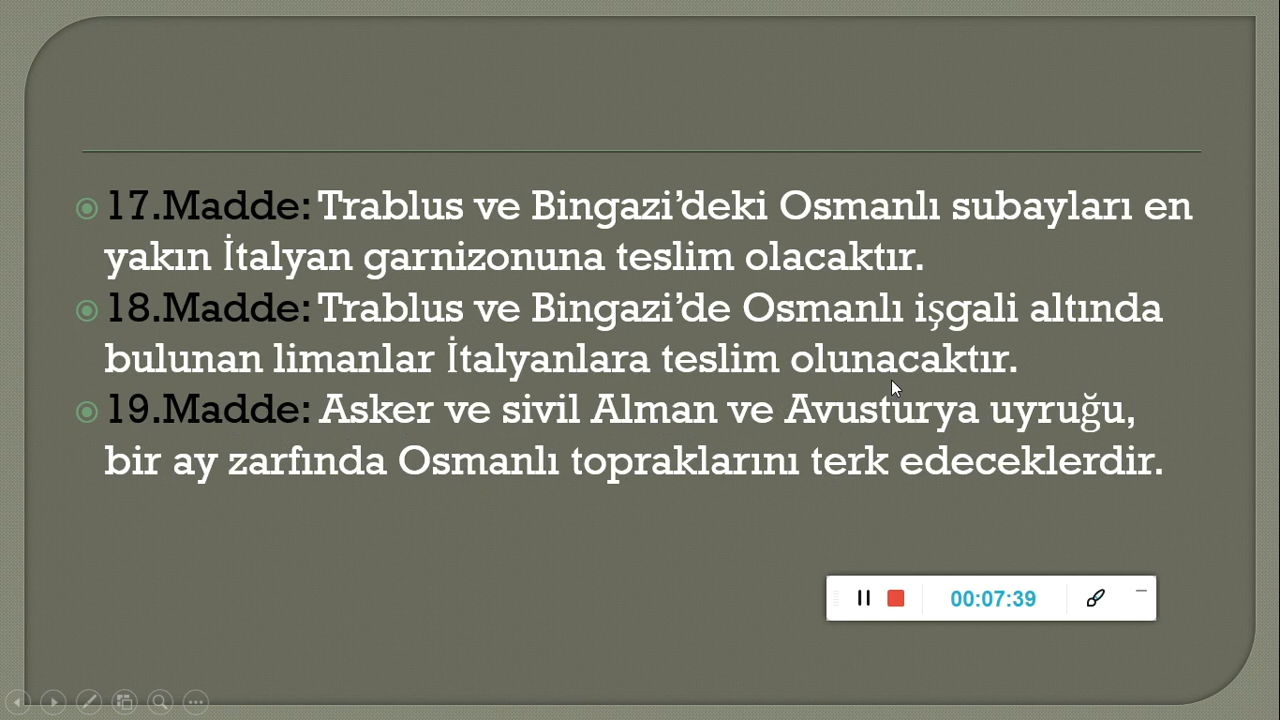 17.Madde: Trablus ve Bingazi’deki Osmanlı subayları en
yakın İtalyan garnizonuna teslim olacaktır.
18.Madde: Trablus ve Bingazi’de Osmanlı işgali altında
bulunan limanlar İtalyanlara teslim olunacaktır.
19.Madde: Asker ve sivil Alman ve Avusturya uyruğu,
bir ay zarfında Osmanlı topraklarını terk edeceklerdir.
00:07:39